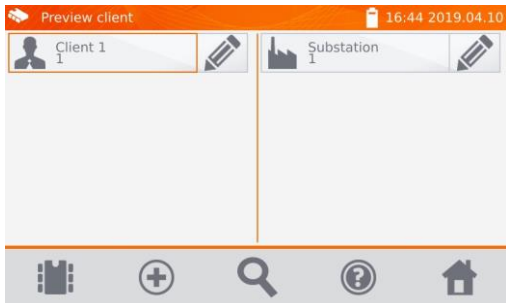 Preview client
16:44 2019.04.10
Client 1
1
Substation
1